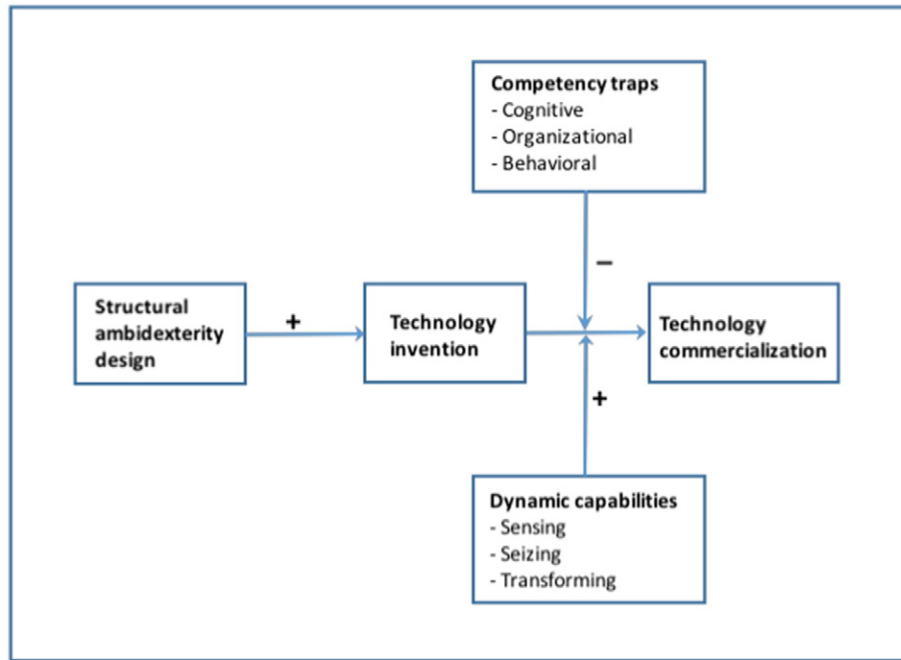 Competency traps
- Cognitive
- Organizational
- Behavioral
–
Structural
ambidexterity
design
+
Technology
invention
Technology
commercialization
+
Dynamic capabilities
- Sensing
- Seizing
- Transforming